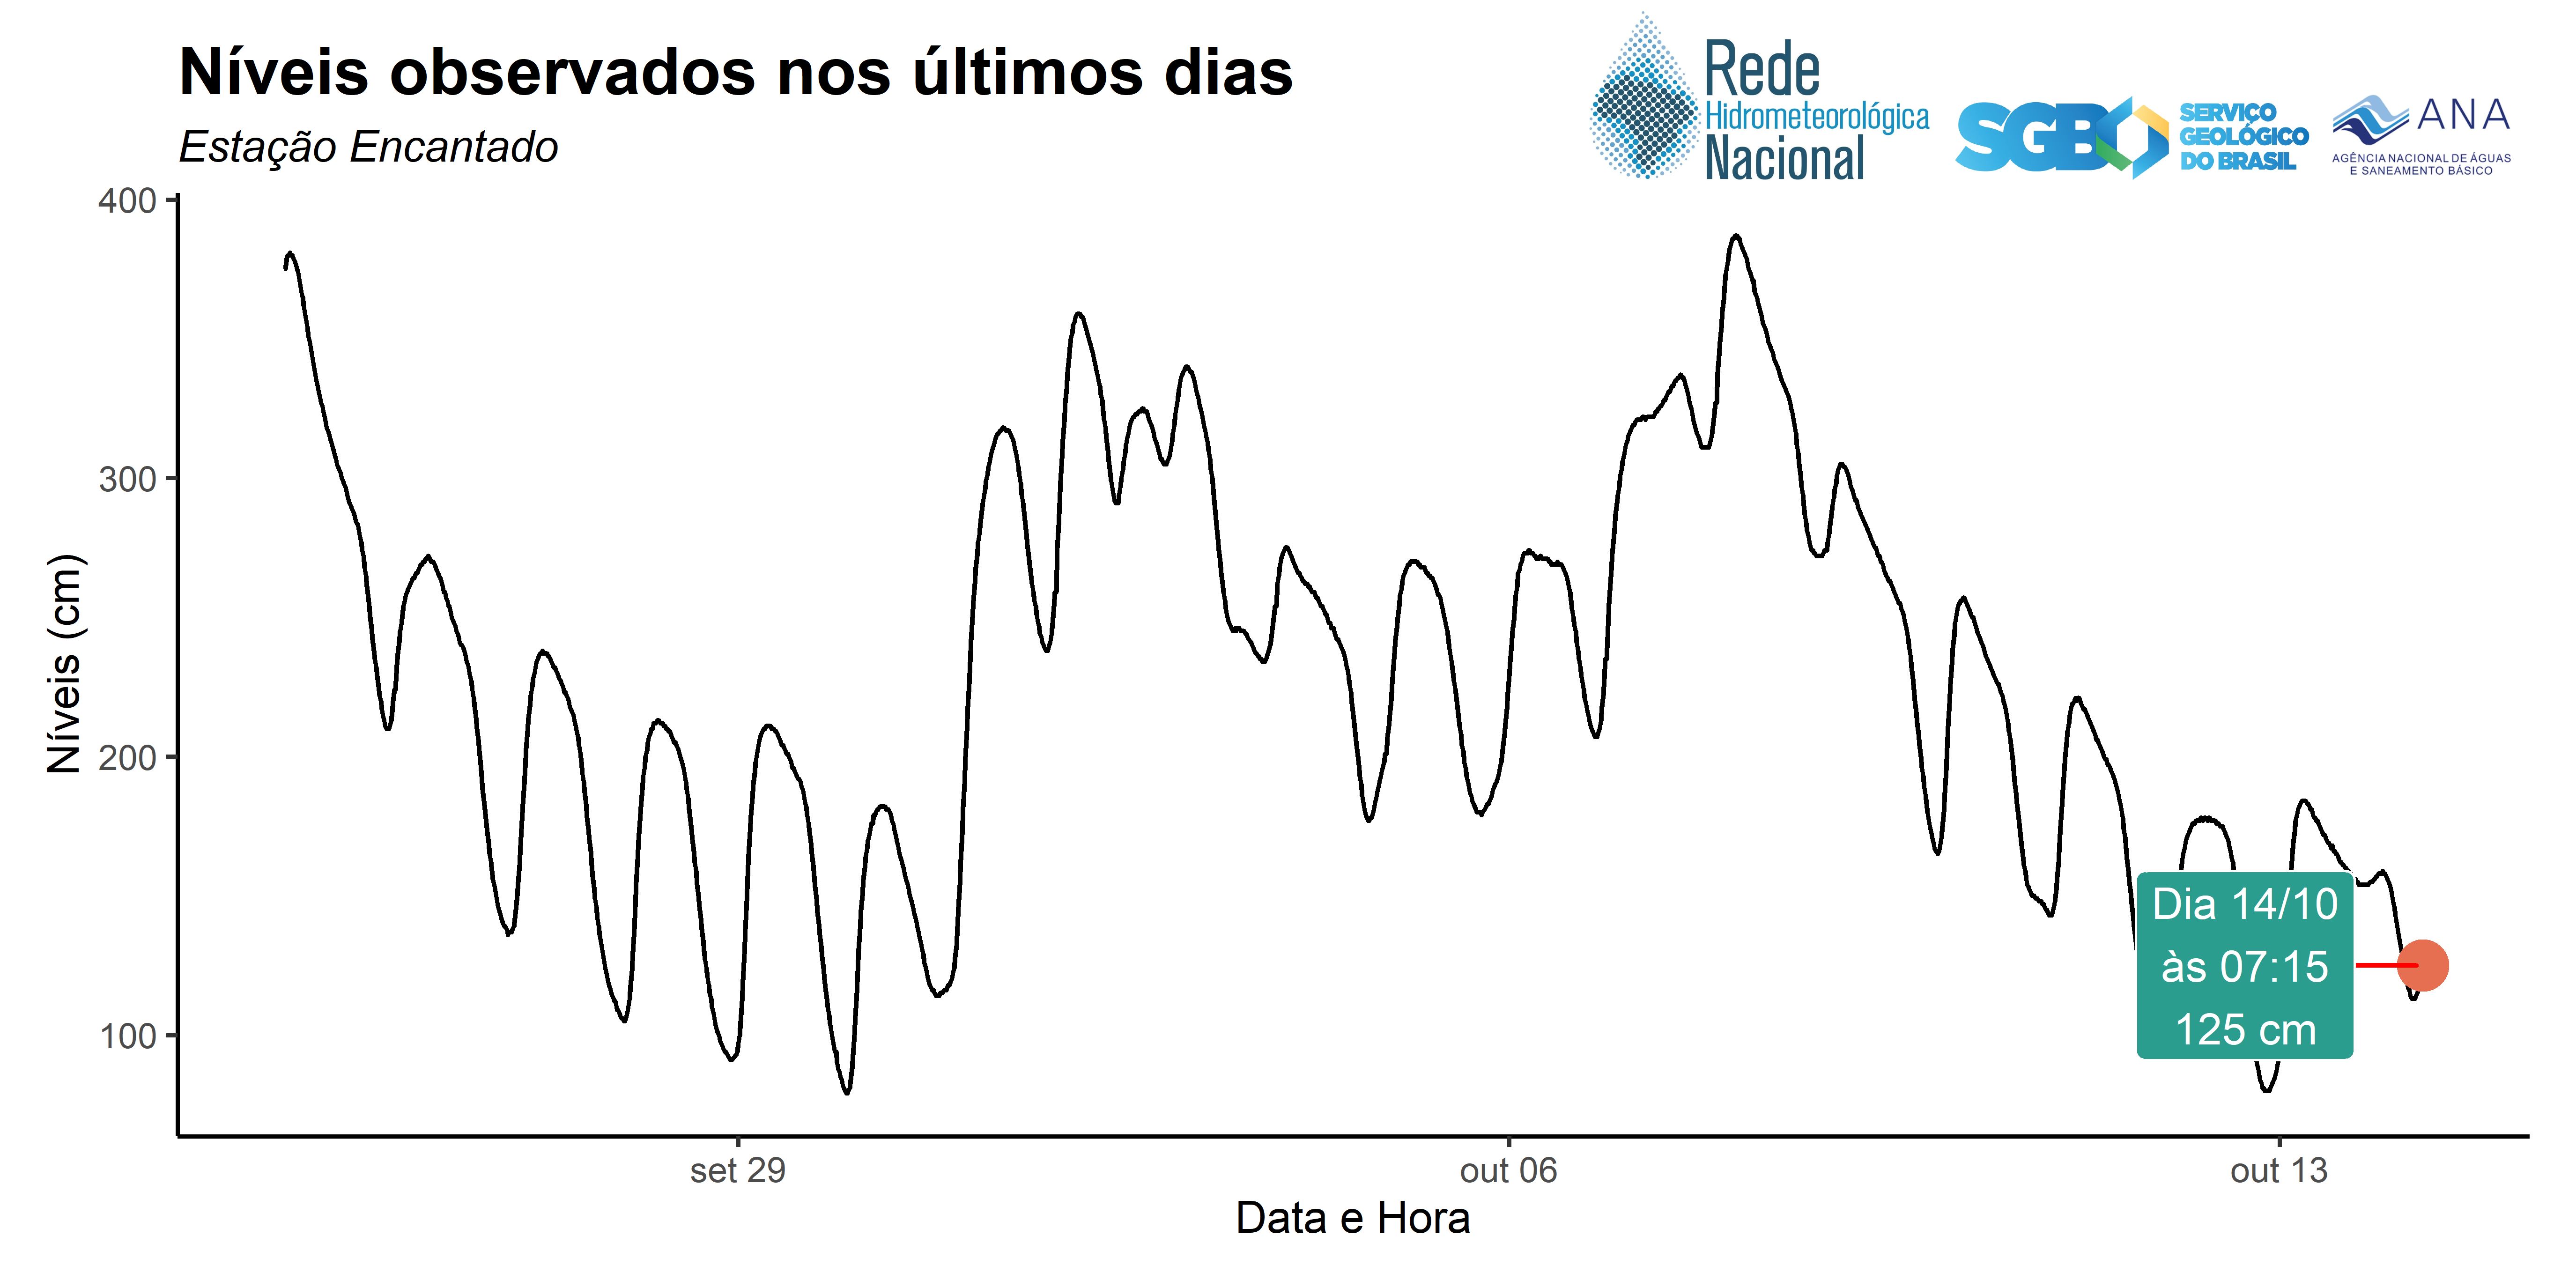 Níveis observados nos últimos dias
Estação Encantado
Rede
Hidrometeorológica
Nacional
SGB
SERVIÇO
GEOLÓGICO
DO BRASIL
ANA
AGÊNCIA NACIONAL DE ÁGUAS
E SANEAMENTO BÁSICO
400
300
200
100
Níveis (cm)
Dia 14/10
às 07:15
125 cm
set 29
out 06
out 13
Data e Hora